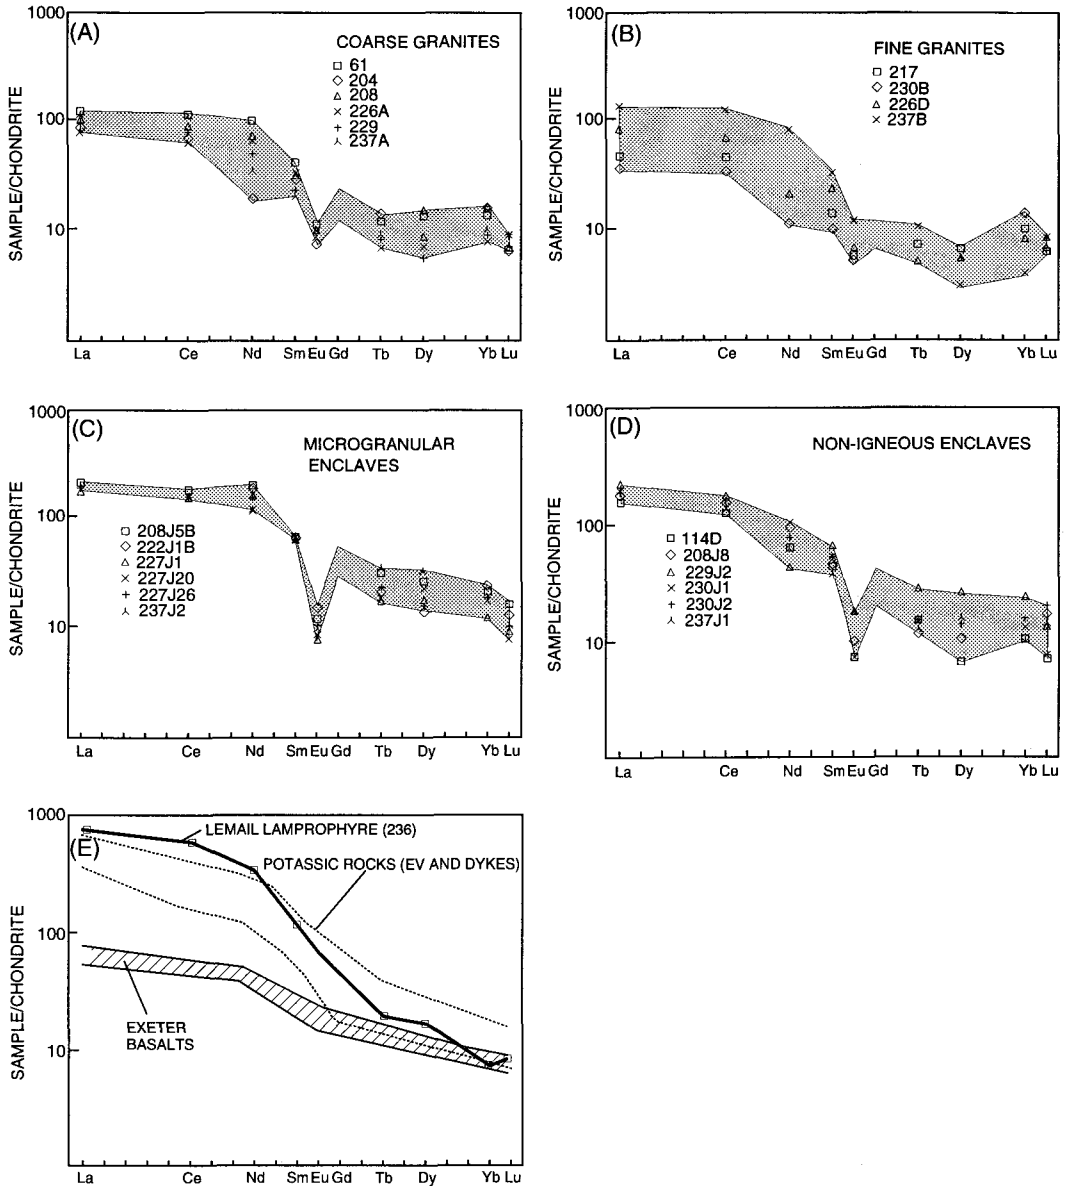 (A)
COARSE GRANITES
61
204
208
226A
229
237A
1000
100
10
SAMPLE/CHONDRITE
La Ce Nd Sm Eu Gd Tb Dy Yb Lu
(B)
FINE GRANITES
217
230B
226D
237B
1000
100
10
SAMPLE/CHONDRITE
La Ce Nd Sm Eu Gd Tb Dy Yb Lu
(C)
MICROGRANULAR
ENCLAVES
208J5B
222J1B
227J1
227J20
227J26
237J2
1000
100
10
SAMPLE/CHONDRITE
La Ce Nd Sm Eu Gd Tb Dy Yb Lu
(D)
NON-IGNEOUS ENCLAVES
114D
208J8
229J2
230J1
230J2
237J1
1000
100
10
SAMPLE/CHONDRITE
La Ce Nd Sm Eu Gd Tb Dy Yb Lu
(E)
LEMAIL LAMPROPHYRE (236)
POTASSIC ROCKS (EV AND DYKES)
EXETER
BASALTS
1000
100
10
SAMPLE/CHONDRITE
La Ce Nd Sm Eu Gd Tb Dy Yb Lu